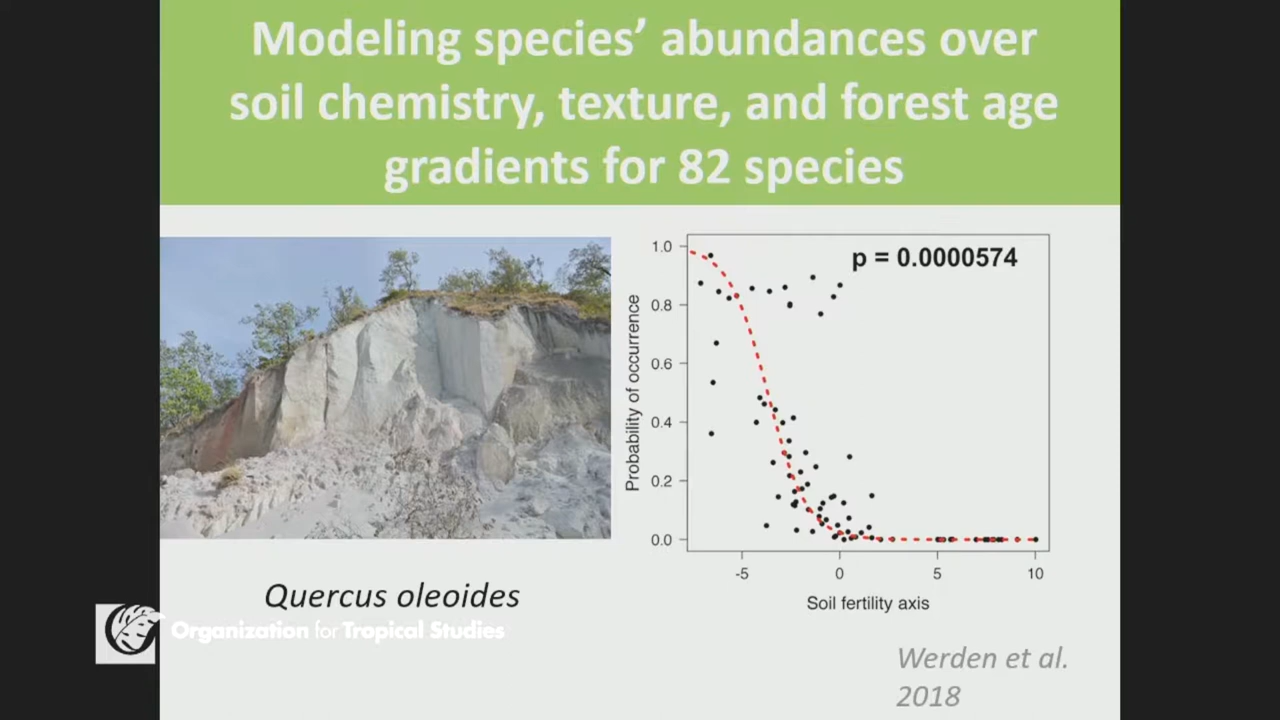 Modeling species’ abundances over
soil chemistry, texture, and forest age
gradients for 82 species
p = 0.0000574
Probability of occurrence
1.0
0.8
0.6
0.4
0.2
0.0
-5
0
5
10
Soil fertility axis
Quercus oleoides
Organization for Tropical Studies
Werden et al.
2018